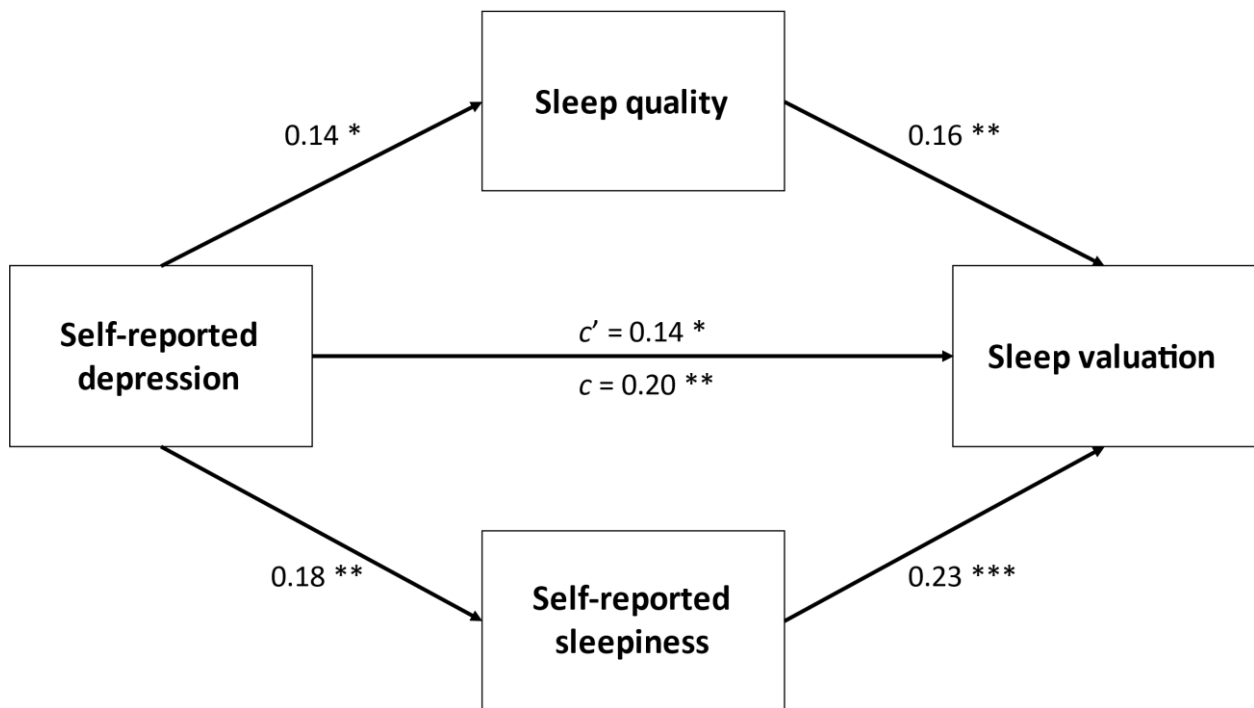 Sleep quality
0.14 *
0.16 **
Self-reported
depression
c’ = 0.14 *
c = 0.20 **
Sleep valuation
0.18 **
0.23 ***
Self-reported
sleepiness